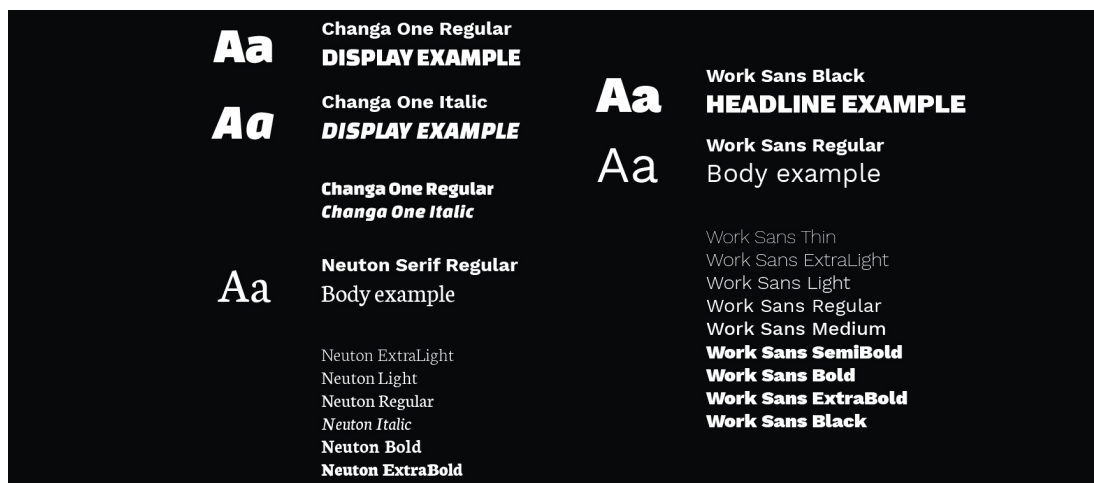 Aa
Changa One Regular
DISPLAY EXAMPLE
Aa
Changa One Italic
DISPLAY EXAMPLE
Changa One Regular
Changa One Italic
Aa
Neuton Serif Regular
Body example
Neuton ExtraLight
Neuton Light
Neuton Regular
Neuton Italic
Neuton Bold
Neuton ExtraBold
Aa
Work Sans Black
HEADLINE EXAMPLE
Aa
Work Sans Regular
Body example
Work Sans Thin
Work Sans ExtraLight
Work Sans Light
Work Sans Regular
Work Sans Medium
Work Sans SemiBold
Work Sans Bold
Work Sans ExtraBold
Work Sans Black